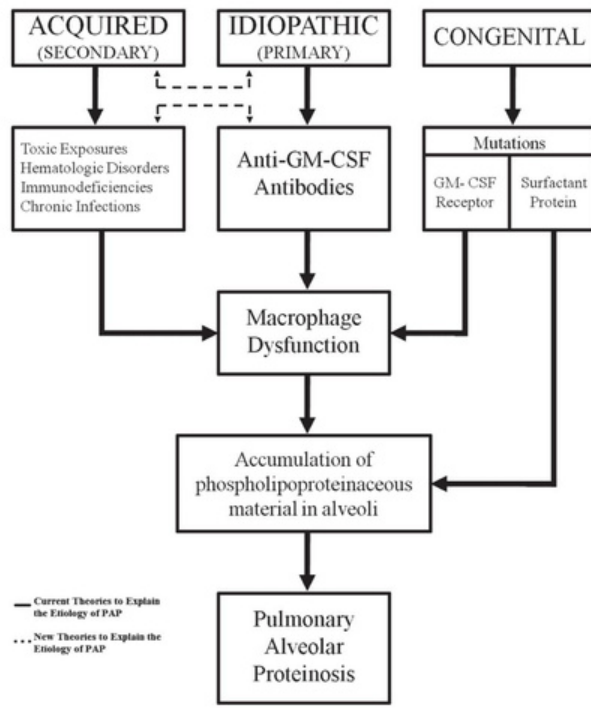 ACQUIRED
(SECONDARY)
IDIOPATHIC
(PRIMARY)
CONGENITAL
Toxic Exposures
Hematologic Disorders
Immunodeficiencies
Chronic Infections
Anti-GM-CSF
Antibodies
Mutations
GM- CSF
Receptor
Surfactant
Protein
Macrophage
Dysfunction
Accumulation of
phospholipoproteinaceous
material in alveoli
Current Theories to Explain
the Etiology of PAP
New Theories to Explain the
Etiology of PAP
Pulmonary
Alveolar
Proteinosis